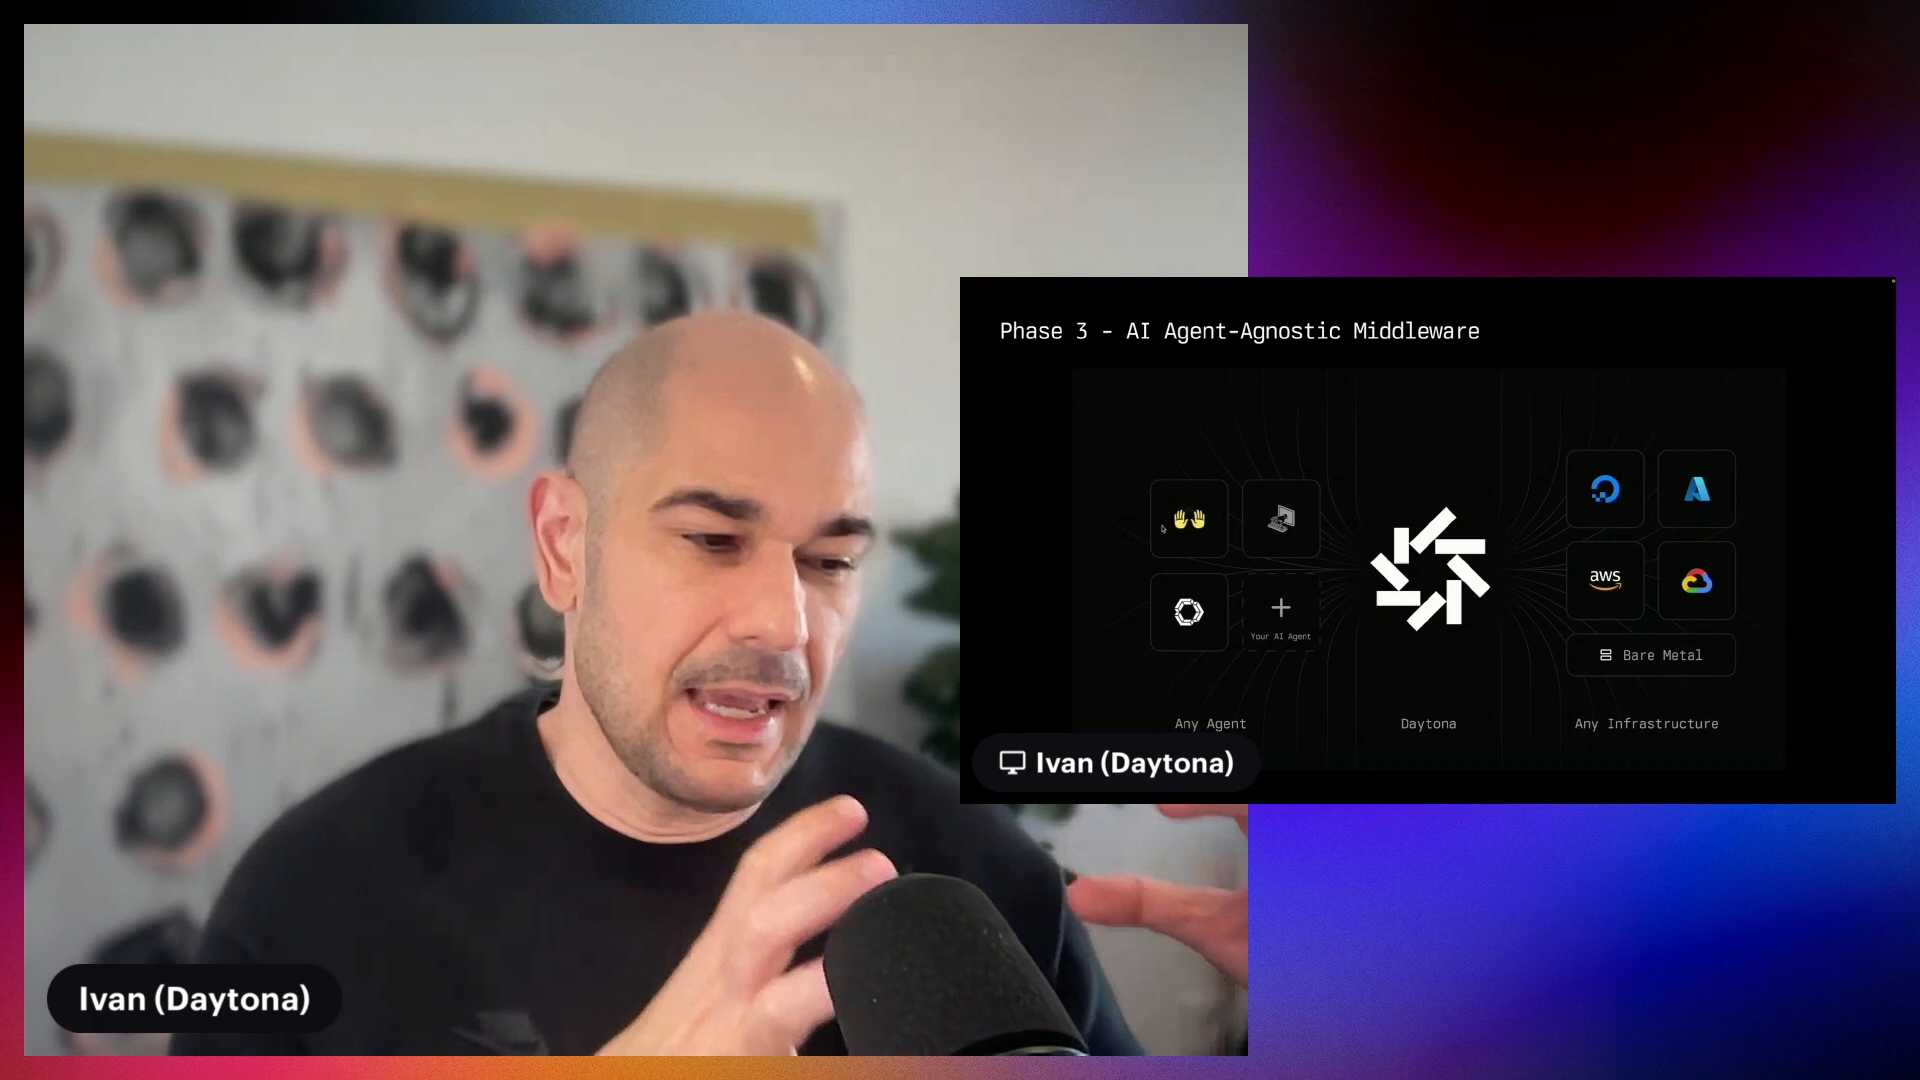 Phase 3 - AI Agent-Agnostic Middleware
aws
Your AI Agent
Bare Metal
Any Agent
Daytona
Any Infrastructure
Ivan (Daytona)
Ivan (Daytona)